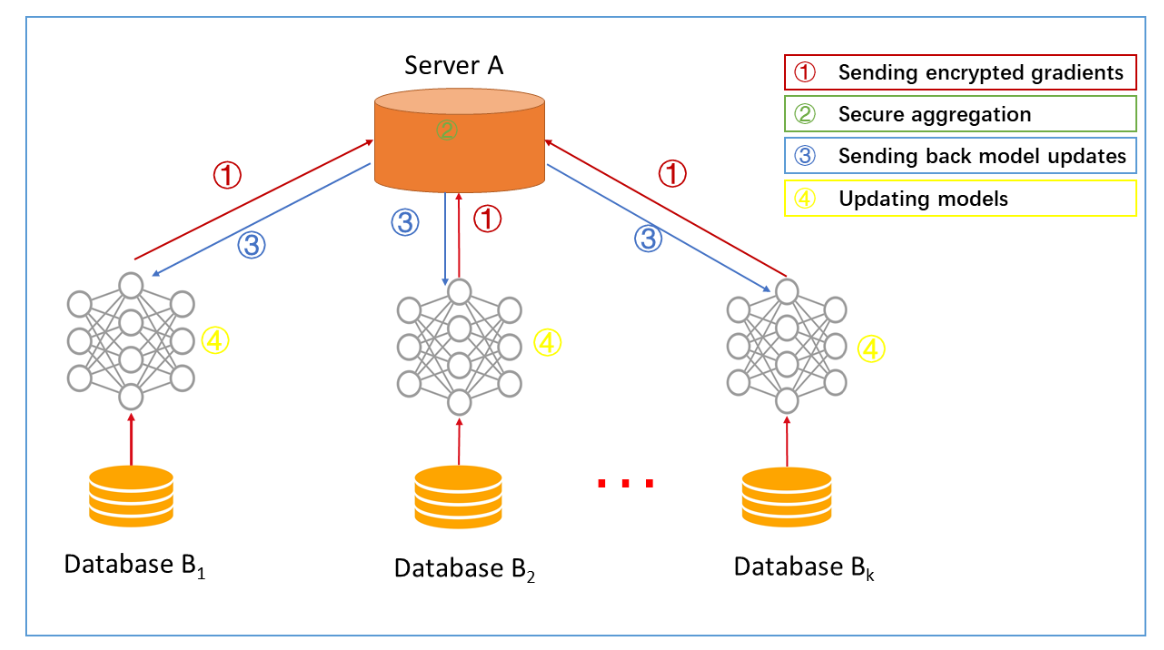 Server A
① Sending encrypted gradients
② Secure aggregation
③ Sending back model updates
④ Updating models
②
①
①
③
①
③
③
④
④
④
...
Database B₁
Database B₂
Database Bₖ